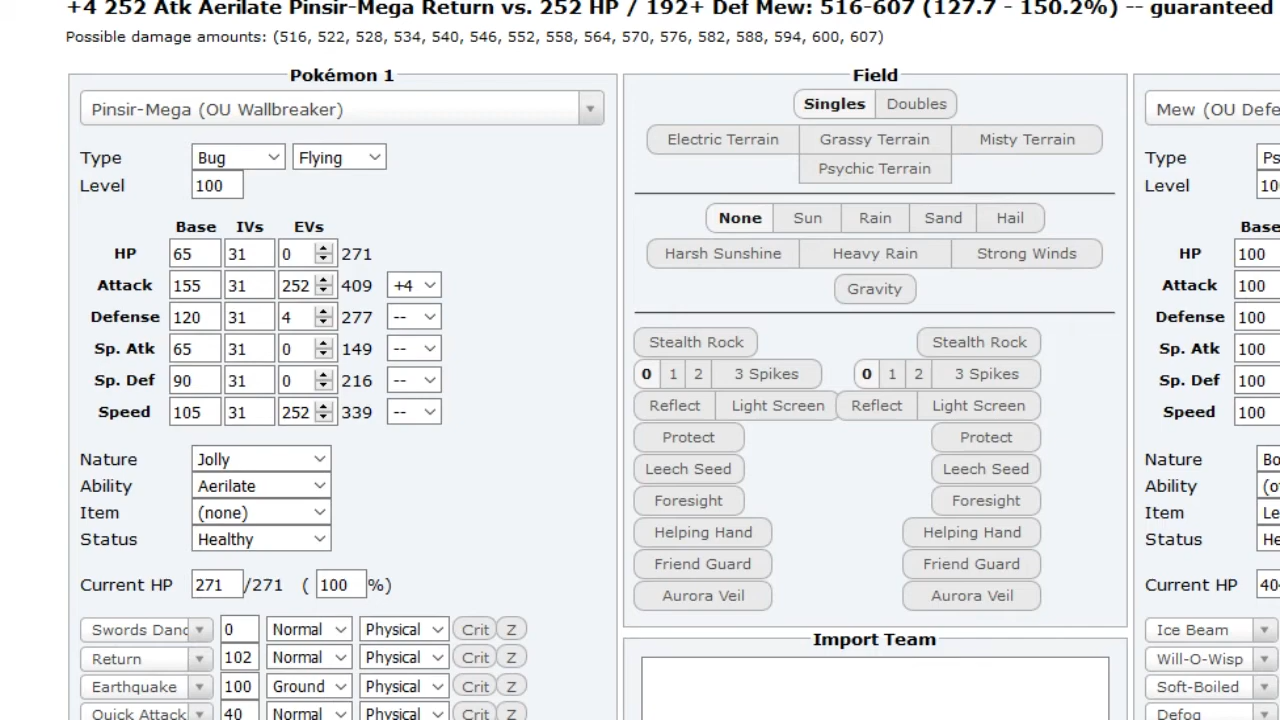 +4 252 Atk Aerilate Pinsir-Mega Return vs. 252 HP / 192+ Def Mew: 516-607 (127.7 - 150.2%) -- guaranteed
Possible damage amounts: (516, 522, 528, 534, 540, 546, 552, 558, 564, 570, 576, 582, 588, 594, 600, 607)
Pokémon 1
Pinsir-Mega (OU Wallbreaker)
Type Bug Flying
Level 100
Base IVs EVs
HP 65 31 0 271
Attack 155 31 252 409 +4
Defense 120 31 4 277 --
Sp. Atk 65 31 0 149 --
Sp. Def 90 31 0 216 --
Speed 105 31 252 339 --
Nature Jolly
Ability Aerilate
Item (none)
Status Healthy
Current HP 271 /271 ( 100 %)
Swords Danc 0 Normal Physical Crit Z
Return 102 Normal Physical Crit Z
Earthquake 100 Ground Physical Crit Z
Quick Attack 40 Normal Physical Crit Z
Field
Singles Doubles
Electric Terrain Grassy Terrain Misty Terrain
Psychic Terrain
None Sun Rain Sand Hail
Harsh Sunshine Heavy Rain Strong Winds
Gravity
Stealth Rock Stealth Rock
0 1 2 3 Spikes 0 1 2 3 Spikes
Reflect Light Screen Reflect Light Screen
Protect Protect
Leech Seed Leech Seed
Foresight Foresight
Helping Hand Helping Hand
Friend Guard Friend Guard
Aurora Veil Aurora Veil
Import Team
Mew (OU Defe
Type Ps
Level 10
Base
HP 100
Attack 100
Defense 100
Sp. Atk 100
Sp. Def 100
Speed 100
Nature Bo
Ability (o
Item Le
Status He
Current HP 40
Ice Beam
Will-O-Wisp
Soft-Boiled
Defog